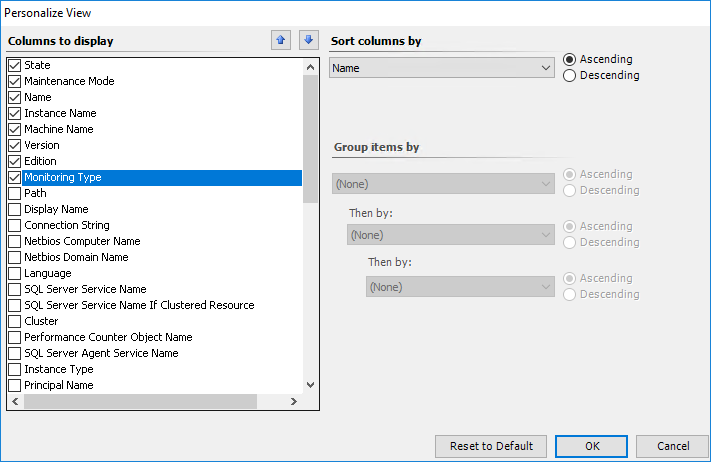 Personalize View
Columns to display
State
Maintenance Mode
Name
Instance Name
Machine Name
Version
Edition
Monitoring Type
Path
Display Name
Connection String
Netbios Computer Name
Netbios Domain Name
Language
SQL Server Service Name
SQL Server Service Name If Clustered Resource
Cluster
Performance Counter Object Name
SQL Server Agent Service Name
Instance Type
Principal Name
Sort columns by
Name
Ascending
Descending
Group items by
(None)
Ascending
Descending
Then by:
(None)
Ascending
Descending
Then by:
(None)
Ascending
Descending
Reset to Default
OK
Cancel